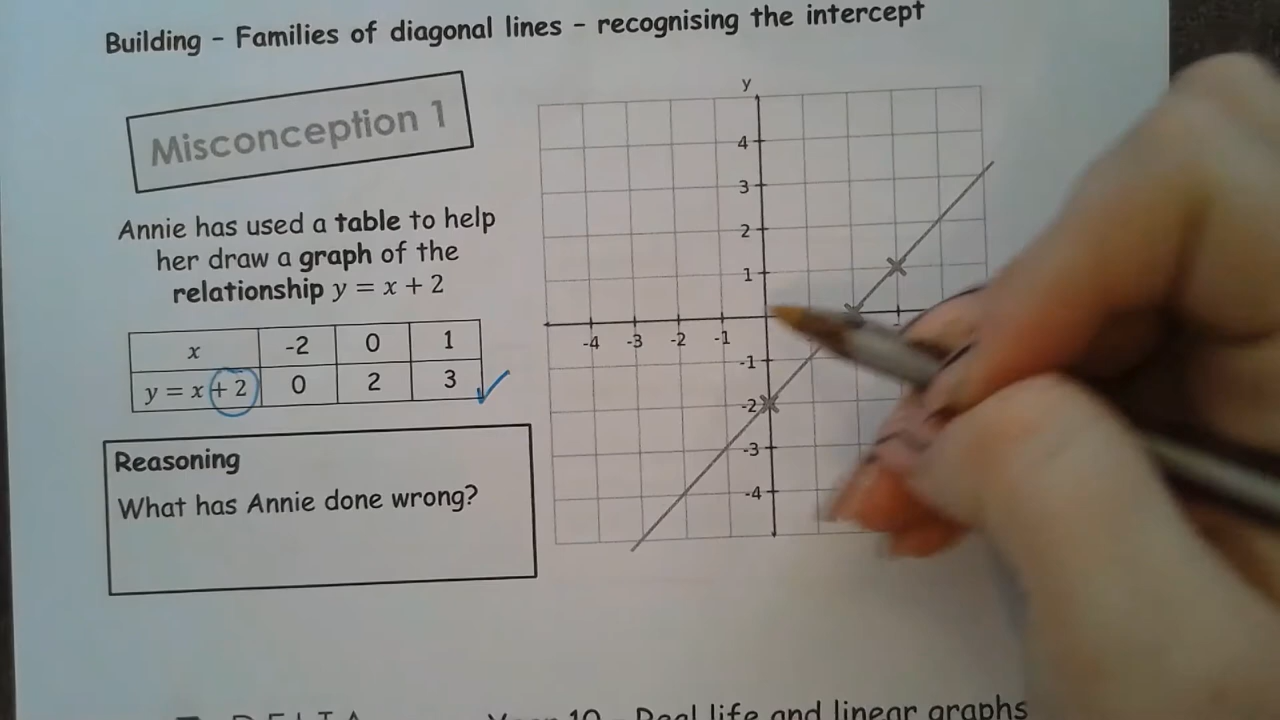 Building - Families of diagonal lines - recognising the intercept
Misconception 1
Annie has used a table to help
her draw a graph of the
relationship y = x + 2
x -2 0 1
y = x + 2 0 2 3
Reasoning
What has Annie done wrong?
y
4
3
2
1
-4 -3 -2 -1
-1
-2
-3
-4
DELTA
Year 10 - Real life and linear graphs